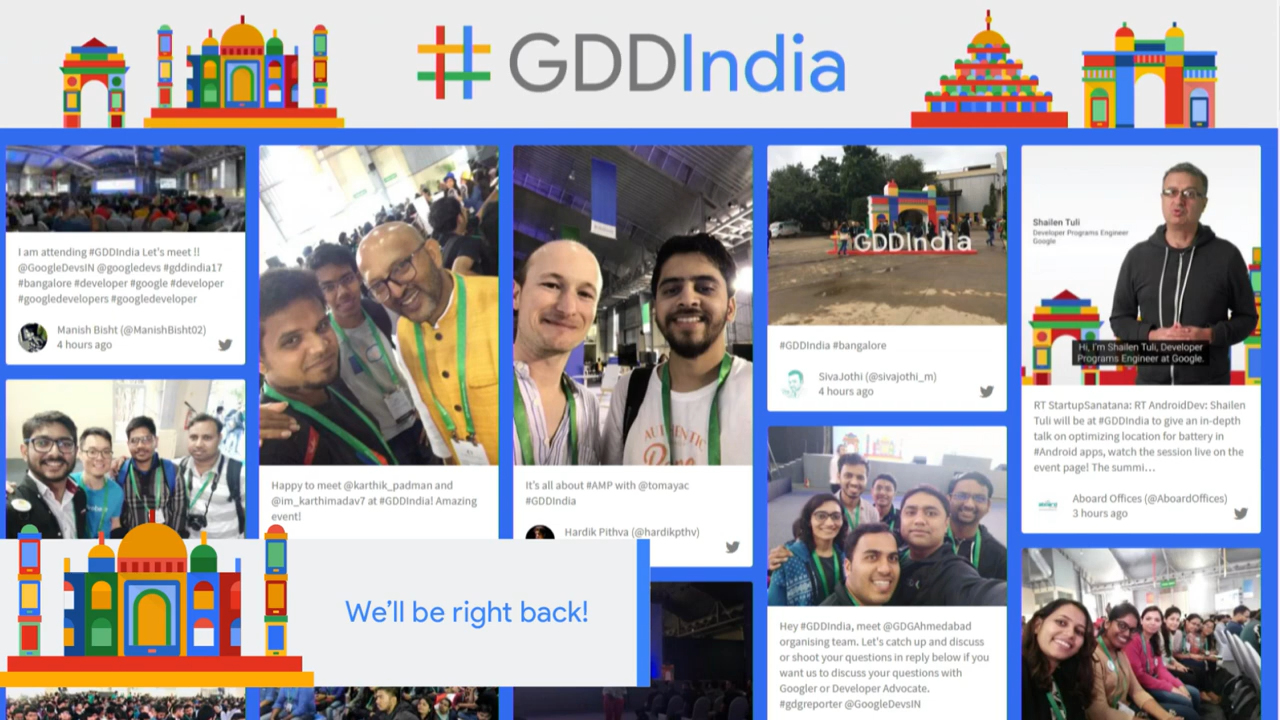 #GDDIndia
I am attending #GDDIndia Let's meet !!
@GoogleDevsIN @googledevs #gddindia17
#bangalore #developer #google #developer
#googledevelopers #googledeveloper
Manish Bisht (@ManishBisht02)
4 hours ago
Happy to meet @karthik_padman and
@im_karthimadav7 at #GDDIndia! Amazing
event!
AUTHENTIC
It's all about #AMP with @tomayac
#GDDIndia
Hardik Pithva (@hardikpthv)
GDDIndia
#GDDIndia #bangalore
SivaJothi (@sivajothi_m)
4 hours ago
Hey #GDDIndia, meet @GDGAhmedabad
organising team. Let's catch up and discuss
or shoot your questions in reply below if you
want us to discuss your questions with
Googler or Developer Advocate.
#gdgreporter @GoogleDevsIN
Shailen Tuli
Developer Programs Engineer
Google
Hi, I'm Shailen Tuli, Developer
Programs Engineer at Google.
RT StartupSanatana: RT AndroidDev: Shailen
Tuli will be at #GDDIndia to give an in-depth
talk on optimizing location for battery in
#Android apps, watch the session live on the
event page! The summi…
Aboard Offices (@AboardOffices)
3 hours ago
We'll be right back!